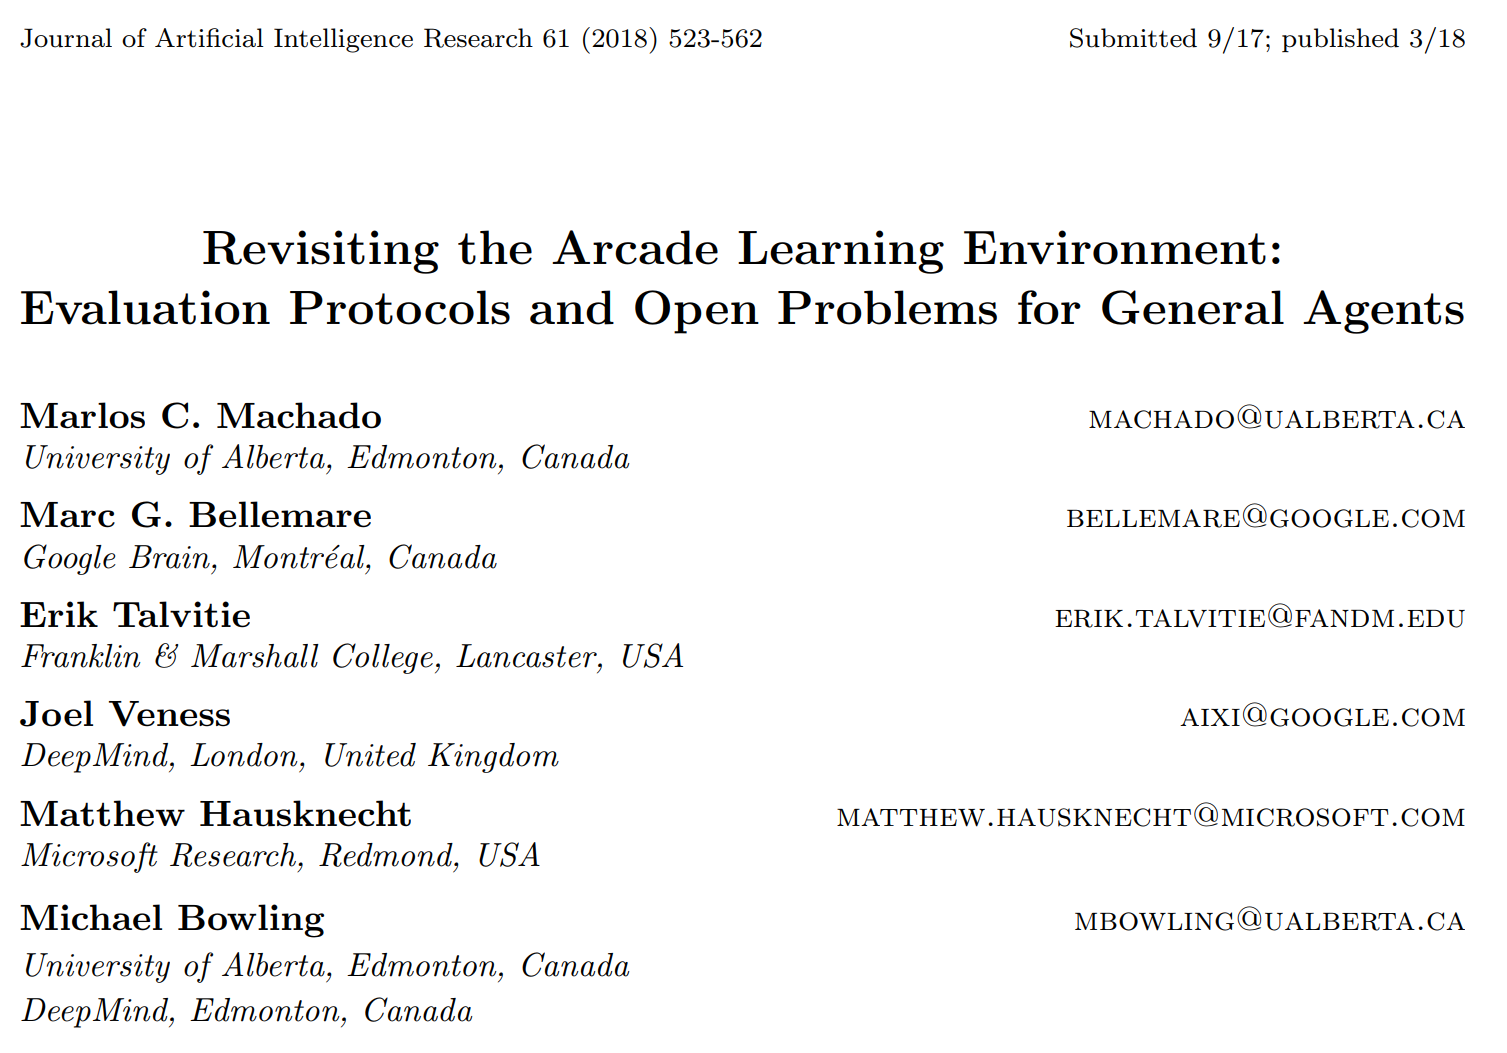 Journal of Artificial Intelligence Research 61 (2018) 523-562 Submitted 9/17; published 3/18
Revisiting the Arcade Learning Environment:
Evaluation Protocols and Open Problems for General Agents
Marlos C. Machado MACHADO@UALBERTA.CA
University of Alberta, Edmonton, Canada
Marc G. Bellemare BELLEMARE@GOOGLE.COM
Google Brain, Montréal, Canada
Erik Talvitie ERIK.TALVITIE@FANDM.EDU
Franklin & Marshall College, Lancaster, USA
Joel Veness AIXI@GOOGLE.COM
DeepMind, London, United Kingdom
Matthew Hausknecht MATTHEW.HAUSKNECHT@MICROSOFT.COM
Microsoft Research, Redmond, USA
Michael Bowling MBOWLING@UALBERTA.CA
University of Alberta, Edmonton, Canada
DeepMind, Edmonton, Canada